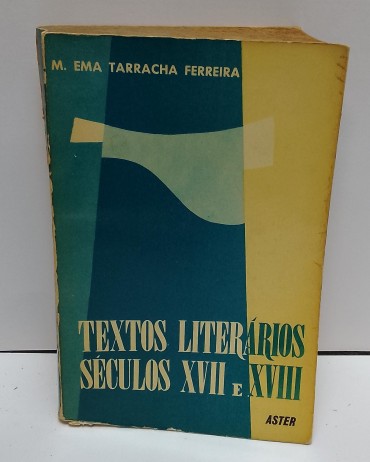 M. EMA TARRACHA FERREIRA
TEXTOS LITERÁRIOS
SÉCULOS XVII E XVIII
ASTER